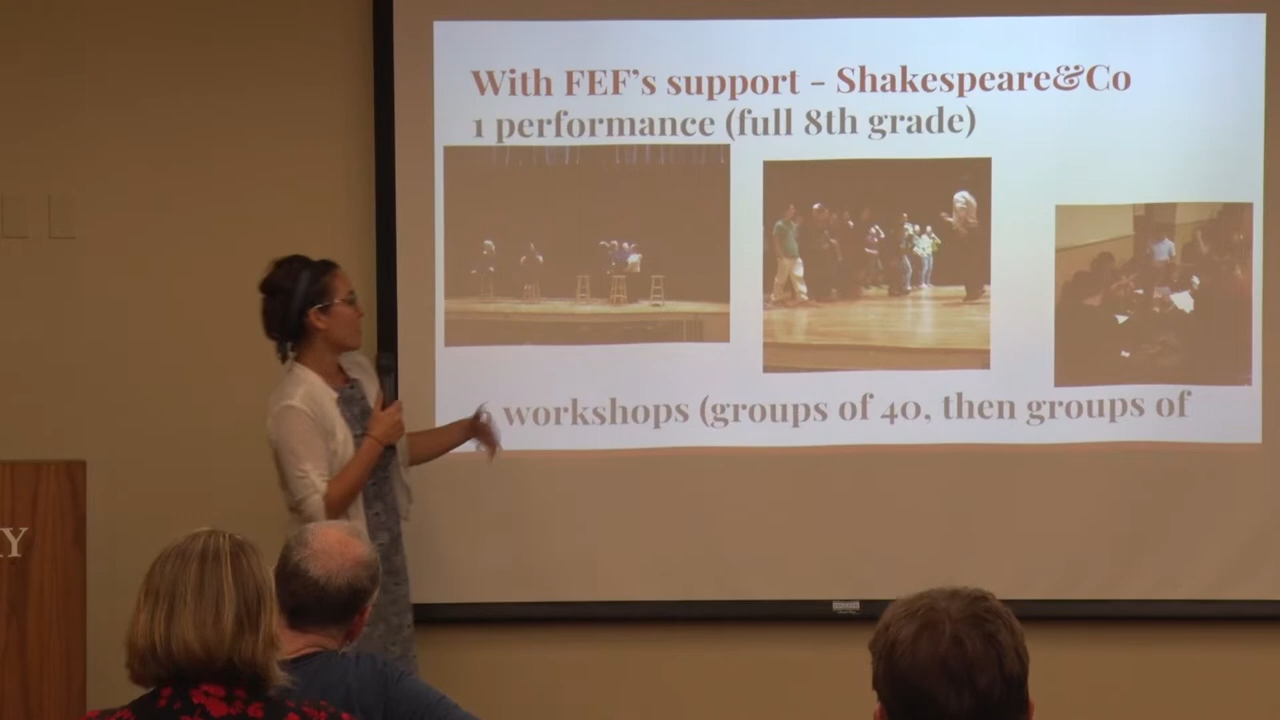 With FEF's support - Shakespeare&Co
1 performance (full 8th grade)
workshops (groups of 40, then groups of
Y